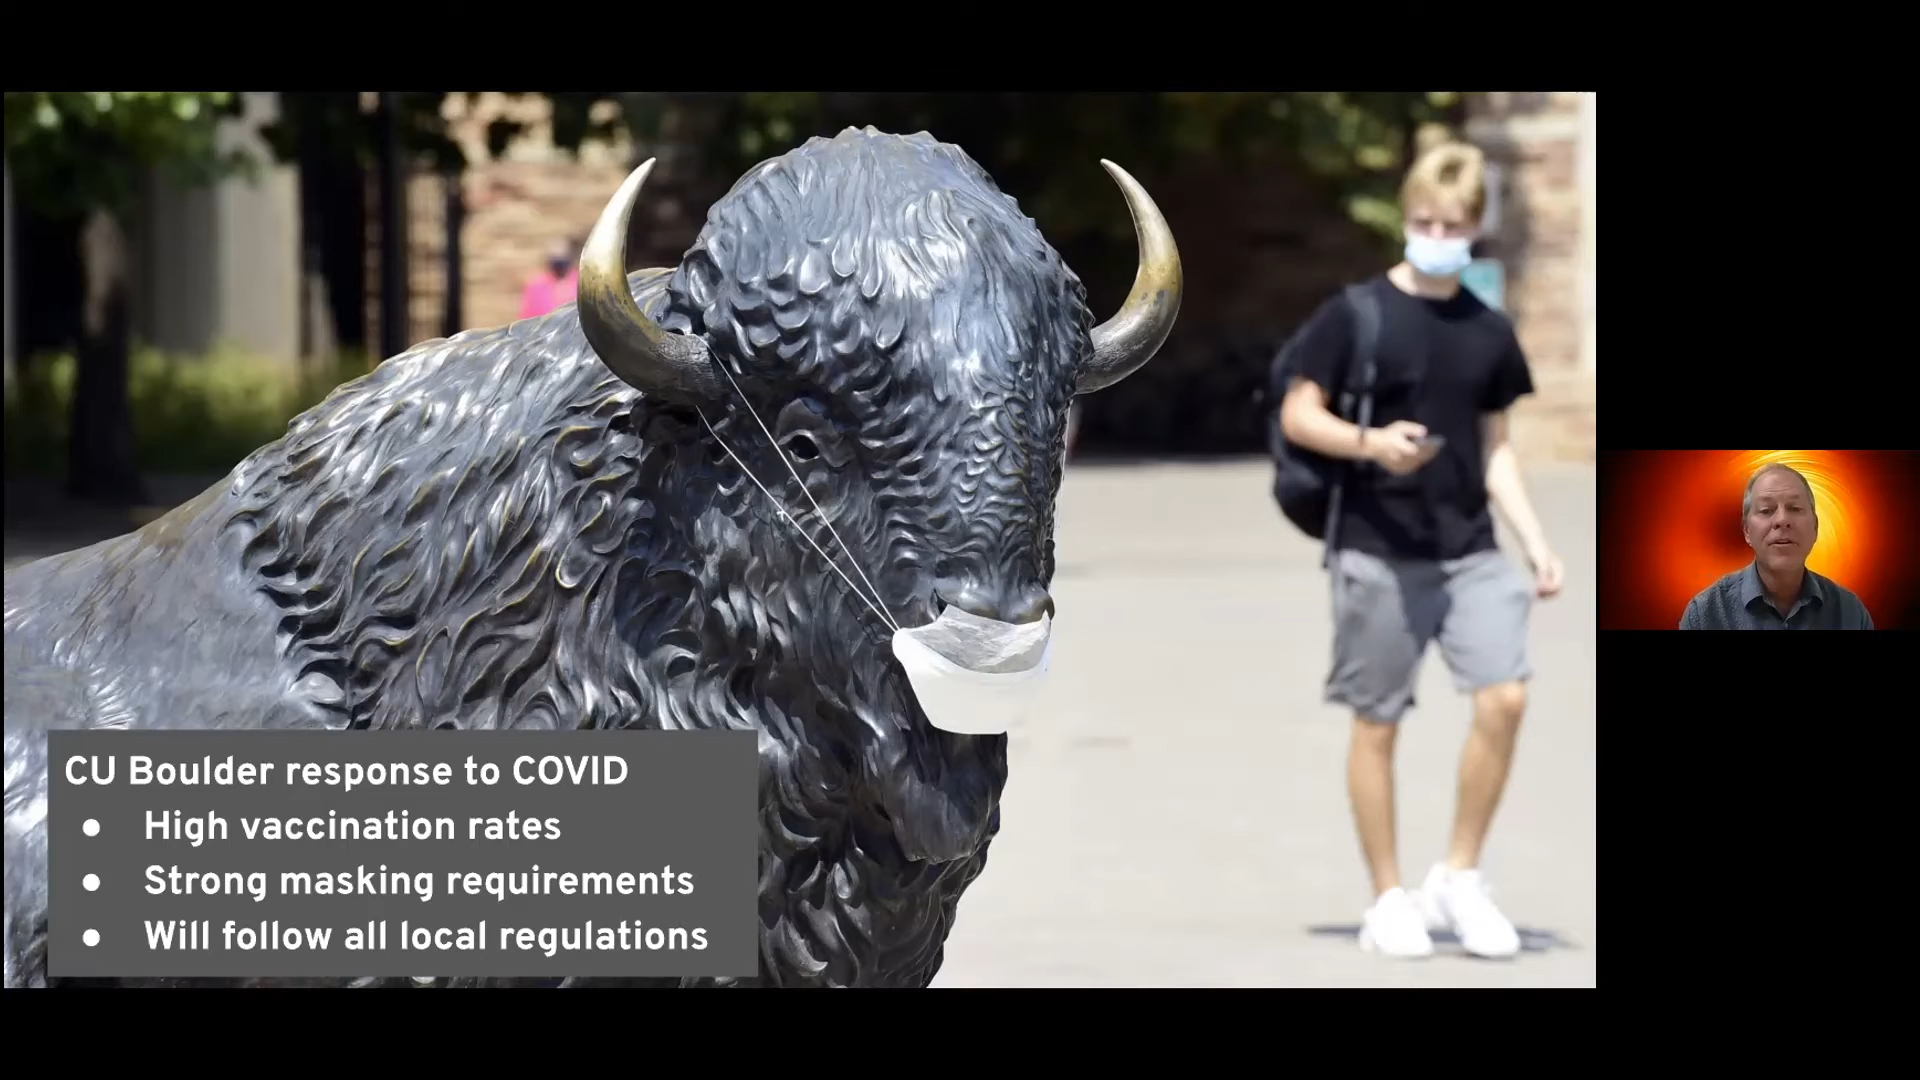 CU Boulder response to COVID
● High vaccination rates
● Strong masking requirements
● Will follow all local regulations